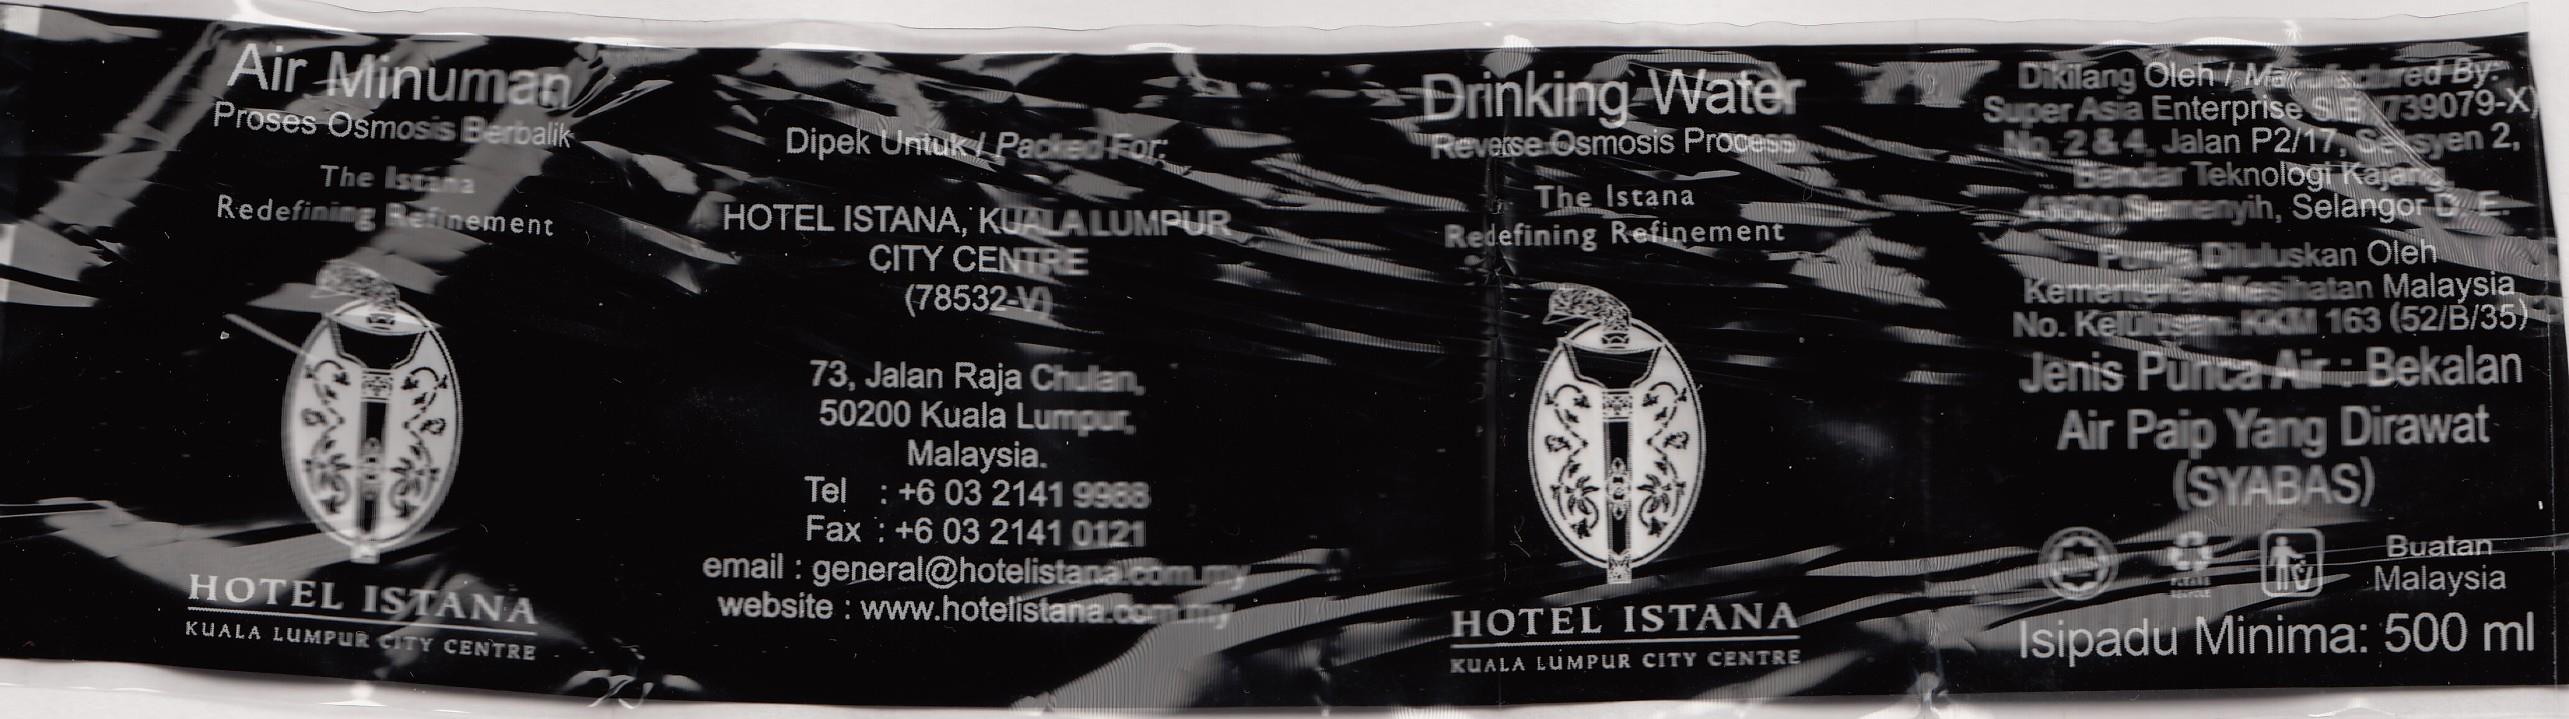 Air Minuman
Proses Osmosis Berbalik
The Istana
Redefining Refinement
HOTEL ISTANA
KUALA LUMPUR CITY CENTRE
Dipek Untuk / Packed For:
HOTEL ISTANA, KUALA LUMPUR
CITY CENTRE
(78532-V)
73, Jalan Raja Chulan,
50200 Kuala Lumpur,
Malaysia.
Tel : +6 03 2141 9988
Fax : +6 03 2141 0121
email : general@hotelistana.com.my
website : www.hotelistana.com.my
Drinking Water
Reverse Osmosis Process
The Istana
Redefining Refinement
HOTEL ISTANA
KUALA LUMPUR CITY CENTRE
Dikilang Oleh / Manufactured By:
Super Asia Enterprise S/B (739079-X)
No. 2 & 4, Jalan P2/17, Seksyen 2,
Bandar Teknologi Kajang,
43500 Semenyih, Selangor D. E.
Punca Diluluskan Oleh
Kementerian Kesihatan Malaysia
No. Kelulusan: KKM 163 (52/B/35)
Jenis Punca Air : Bekalan
Air Paip Yang Dirawat
(SYABAS)
PLEASE
RECYCLE
Buatan
Malaysia
Isipadu Minima: 500 ml